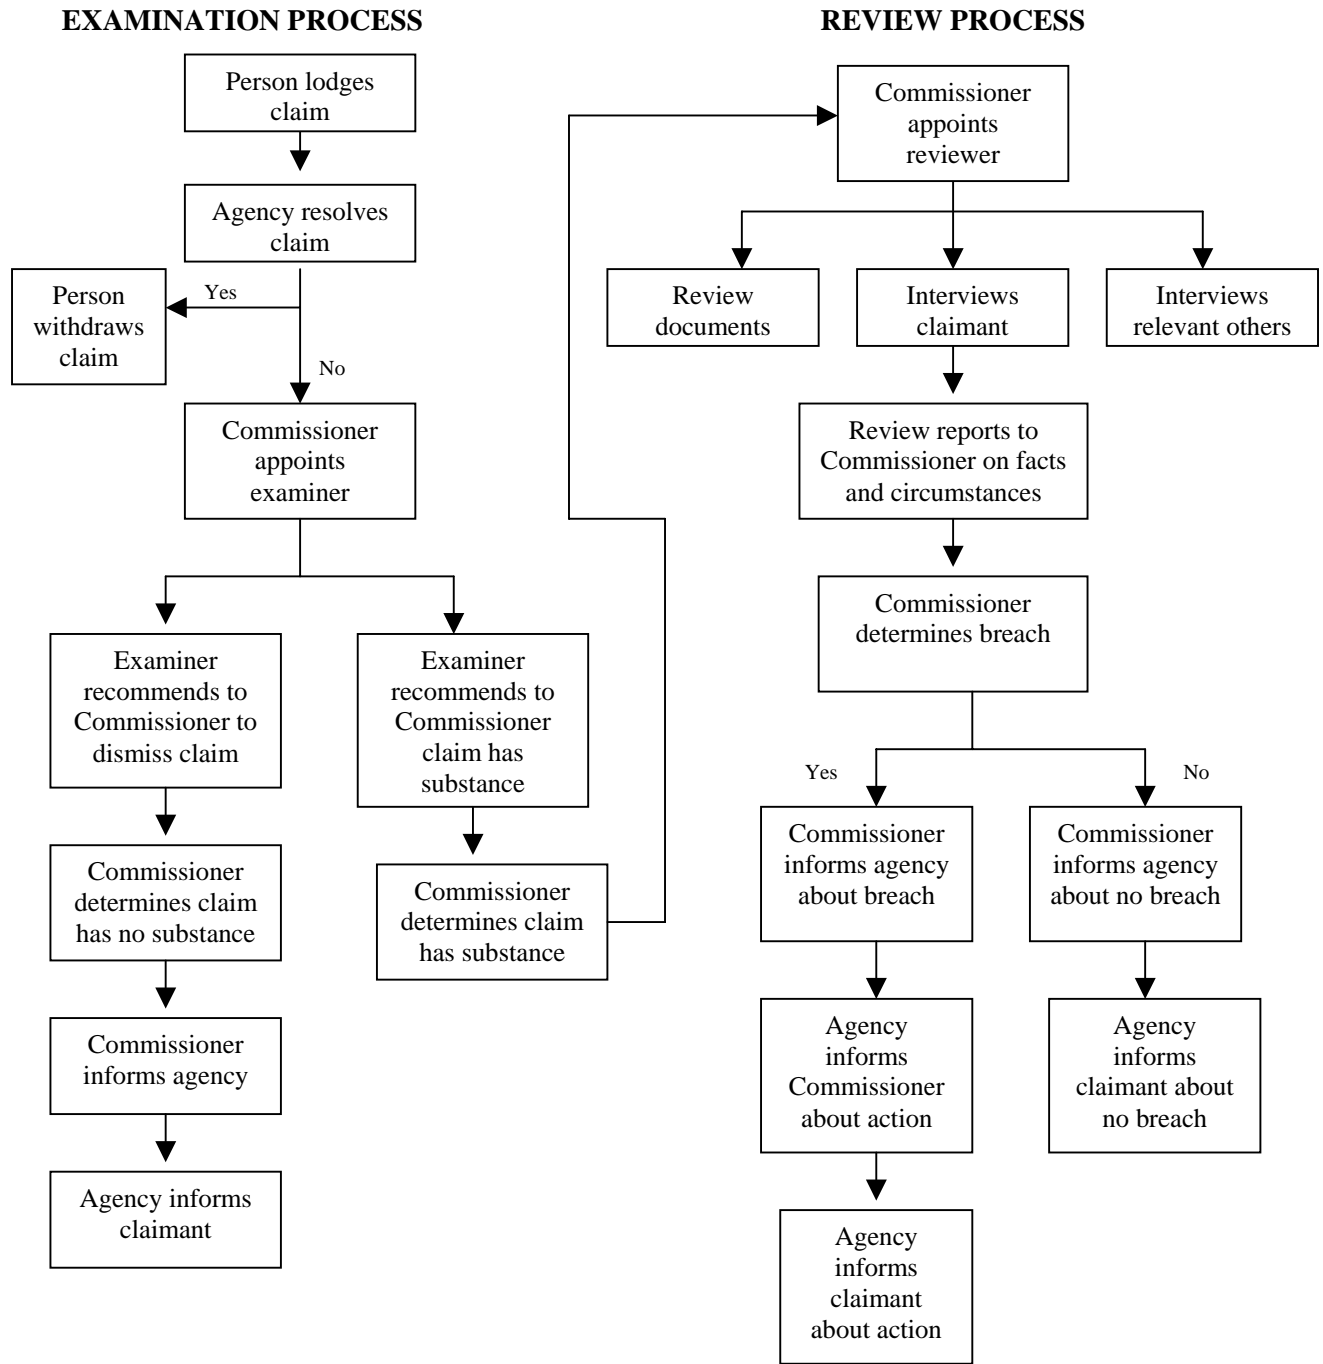 EXAMINATION PROCESS
Person lodges
claim
Agency resolves
claim
Yes
Person
withdraws
claim
No
Commissioner
appoints
examiner
Examiner
recommends to
Commissioner to
dismiss claim
Examiner
recommends to
Commissioner
claim has
substance
Commissioner
determines claim
has no substance
Commissioner
determines claim
has substance
Commissioner
informs agency
Agency informs
claimant
REVIEW PROCESS
Commissioner
appoints
reviewer
Review
documents
Interviews
claimant
Interviews
relevant others
Review reports to
Commissioner on facts
and circumstances
Commissioner
determines breach
Yes
No
Commissioner
informs agency
about breach
Commissioner
informs agency
about no breach
Agency
informs
Commissioner
about action
Agency
informs
claimant about
no breach
Agency
informs
claimant
about action